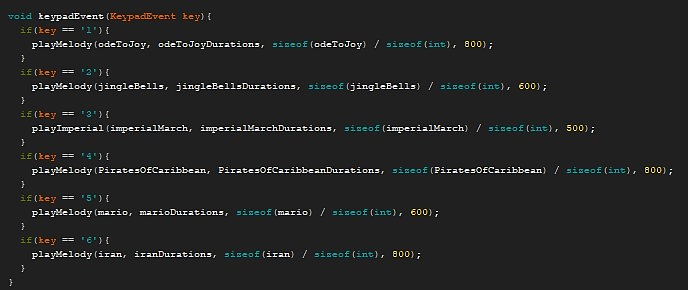 void keypadEvent(KeypadEvent key){
  if(key == '1'){
    playMelody(odeToJoy, odeToJoyDurations, sizeof(odeToJoy) / sizeof(int), 800);
  }
  if(key == '2'){
    playMelody(jingleBells, jingleBellsDurations, sizeof(jingleBells) / sizeof(int), 600);
  }
  if(key == '3'){
    playImperial(imperialMarch, imperialMarchDurations, sizeof(imperialMarch) / sizeof(int), 500);
  }
  if(key == '4'){
    playMelody(PiratesOfCaribbean, PiratesOfCaribbeanDurations, sizeof(PiratesOfCaribbean) / sizeof(int), 800);
  }
  if(key == '5'){
    playMelody(mario, marioDurations, sizeof(mario) / sizeof(int), 600);
  }
  if(key == '6'){
    playMelody(iran, iranDurations, sizeof(iran) / sizeof(int), 800);
  }
}